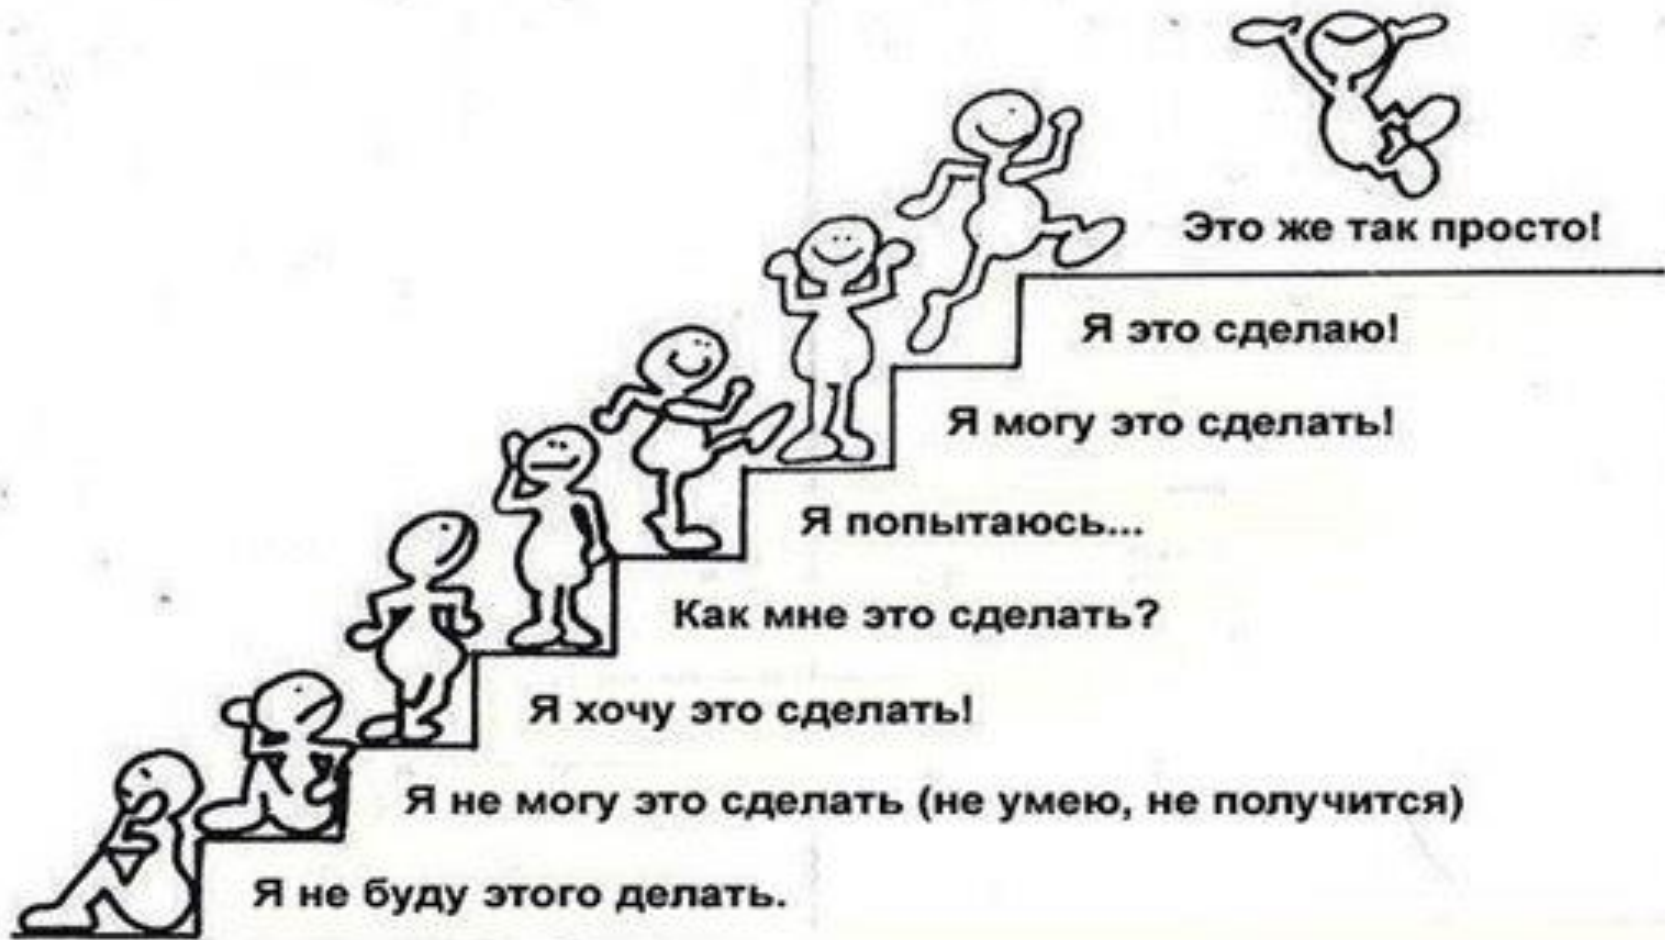 Это же так просто!
Я это сделаю!
Я могу это сделать!
Я попытаюсь...
Как мне это сделать?
Я хочу это сделать!
Я не могу это сделать (не умею, не получится)
Я не буду этого делать.